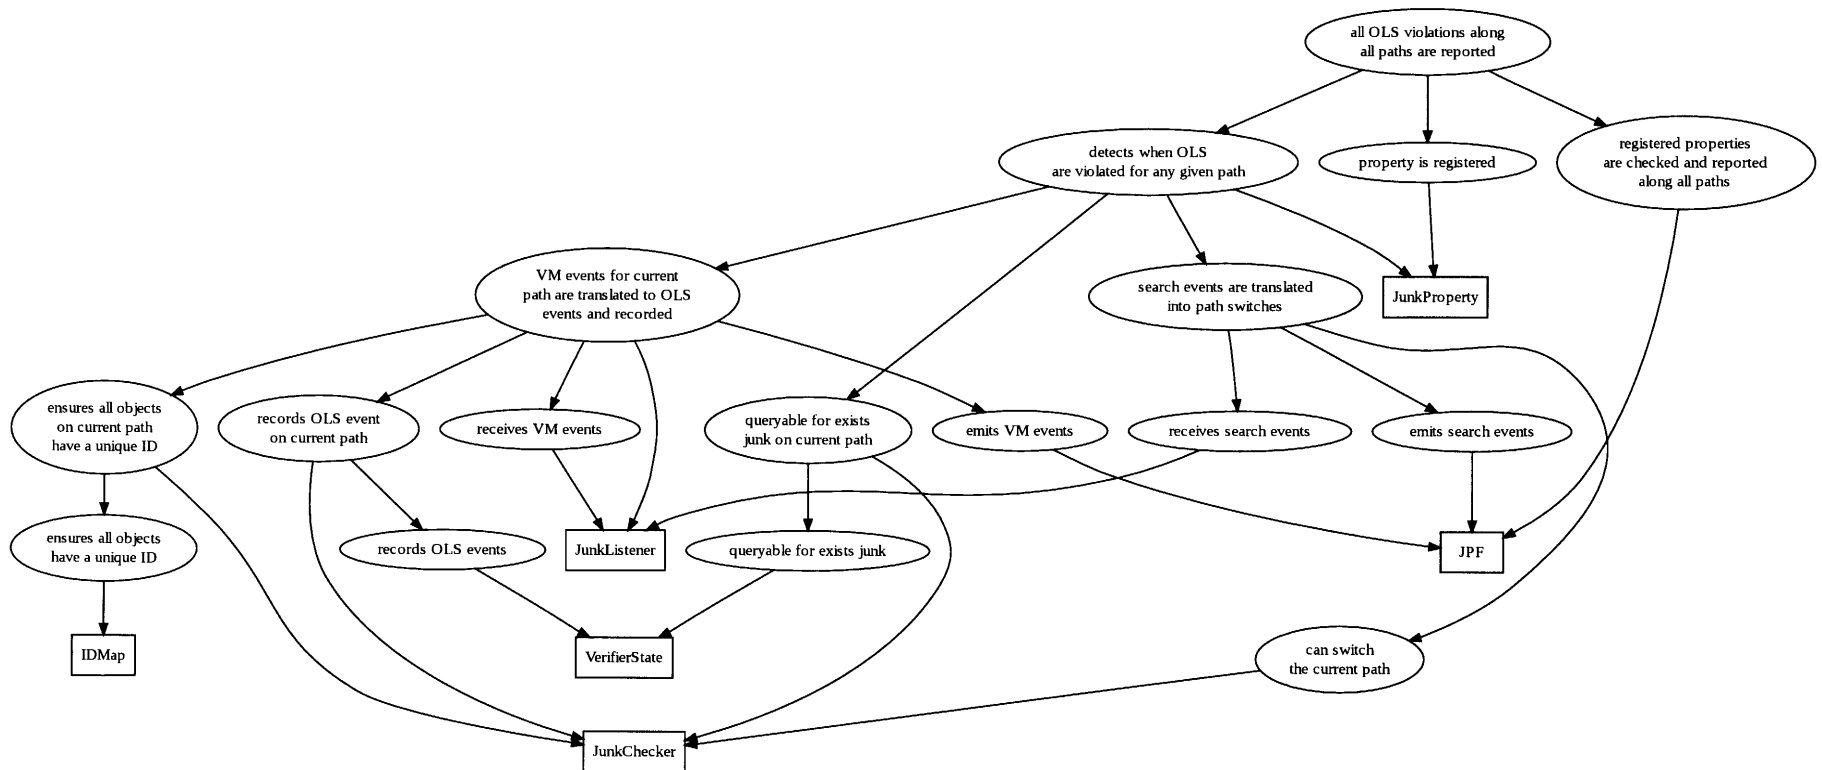 all OLS violations along
all paths are reported
detects when OLS
are violated for any given path
property is registered
registered properties
are checked and reported
along all paths
VM events for current
path are translated to OLS
events and recorded
search events are translated
into path switches
JunkProperty
ensures all objects
on current path
have a unique ID
records OLS event
on current path
receives VM events
queryable for exists
junk on current path
emits VM events
receives search events
emits search events
ensures all objects
have a unique ID
records OLS events
JunkListener
queryable for exists junk
JPF
IDMap
VerifierState
can switch
the current path
JunkChecker